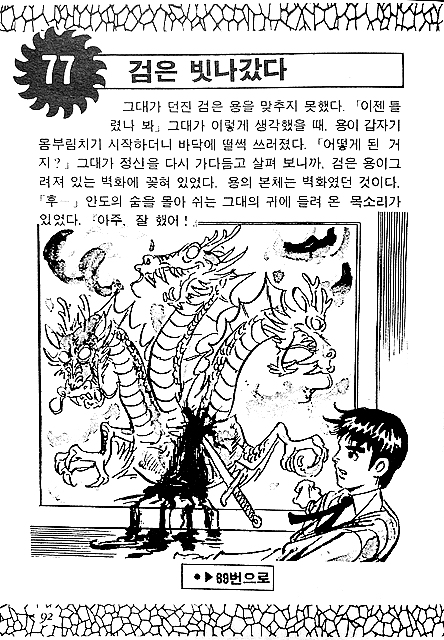 77
검은 빗나갔다
그대가 던진 검은 용을 맞추지 못했다. 「이젠 틀
렸나 봐」 그대가 이렇게 생각했을 때, 용이 갑자기
몸부림치기 시작하더니 바닥에 떨썩 쓰러졌다. 「어떻게 된 거
지?」 그대가 정신을 다시 가다듬고 살펴 보니까, 검은 용이그
려져 있는 벽화에 꽂혀 있었다. 용의 본체는 벽화였던 것이다.
「후―」 안도의 숨을 몰아 쉬는 그대의 귀에 들려 온 목소리가
있었다. 「아주, 잘 했어!」
●▶88번으로
92